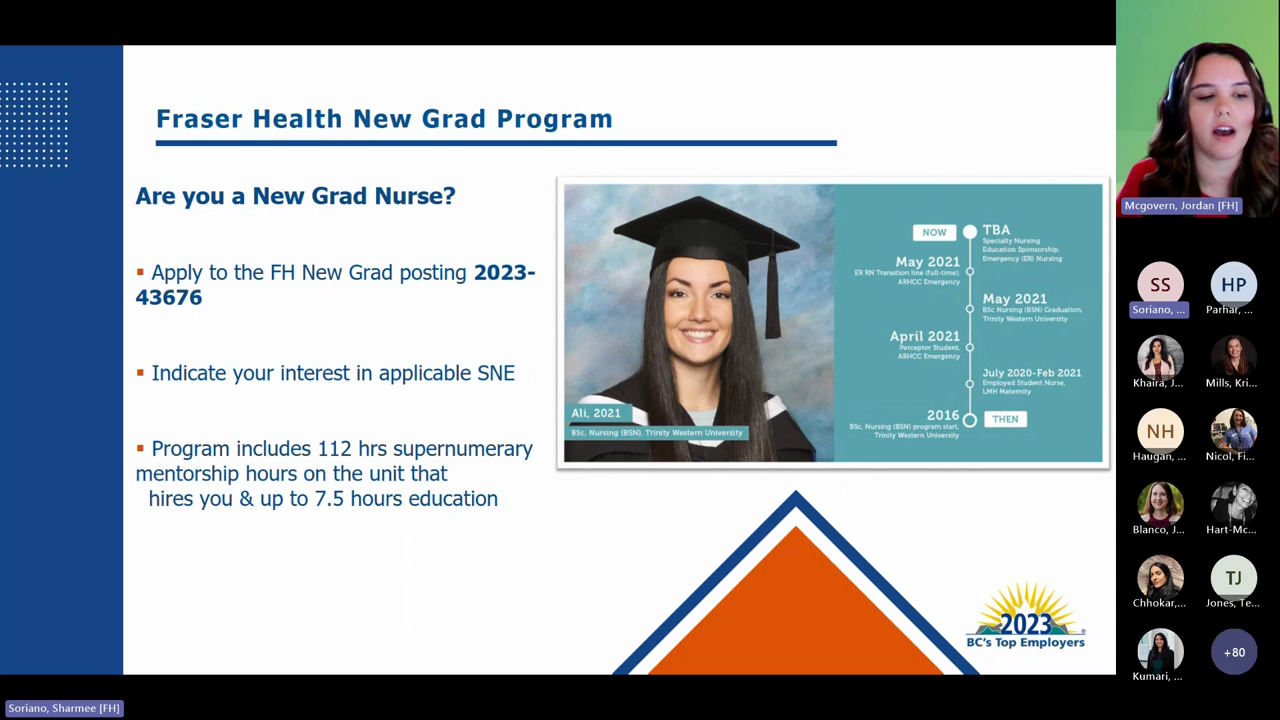 Fraser Health New Grad Program
Are you a New Grad Nurse?
▪ Apply to the FH New Grad posting 2023-
43676
▪ Indicate your interest in applicable SNE
▪ Program includes 112 hrs supernumerary
mentorship hours on the unit that
hires you & up to 7.5 hours education
Ali, 2021
BSc, Nursing (BSN), Trinity Western University
NOW
TBA
Specialty Nursing
Education Sponsorship,
Emergency (ER) Nursing
May 2021
ER RN Transition line (full-time),
ARHCC Emergency
May 2021
BSc Nursing (BSN) Graduation,
Trinity Western University
April 2021
Perceptor Student,
ARHCC Emergency
July 2020-Feb 2021
Employed Student Nurse,
LMH Maternity
2016
BSc, Nursing (BSN) program start,
Trinity Western University
THEN
2023
BC's Top Employers
Mcgovern, Jordan [FH]
SS
Soriano, ...
HP
Parhar, ...
Khaira, J...
Mills, Kri...
NH
Haugan, ...
Nicol, Fi...
Blanco, J...
Hart-Mc...
Chhokar,...
TJ
Jones, Te...
Kumari, ...
+80
Soriano, Sharmee [FH]